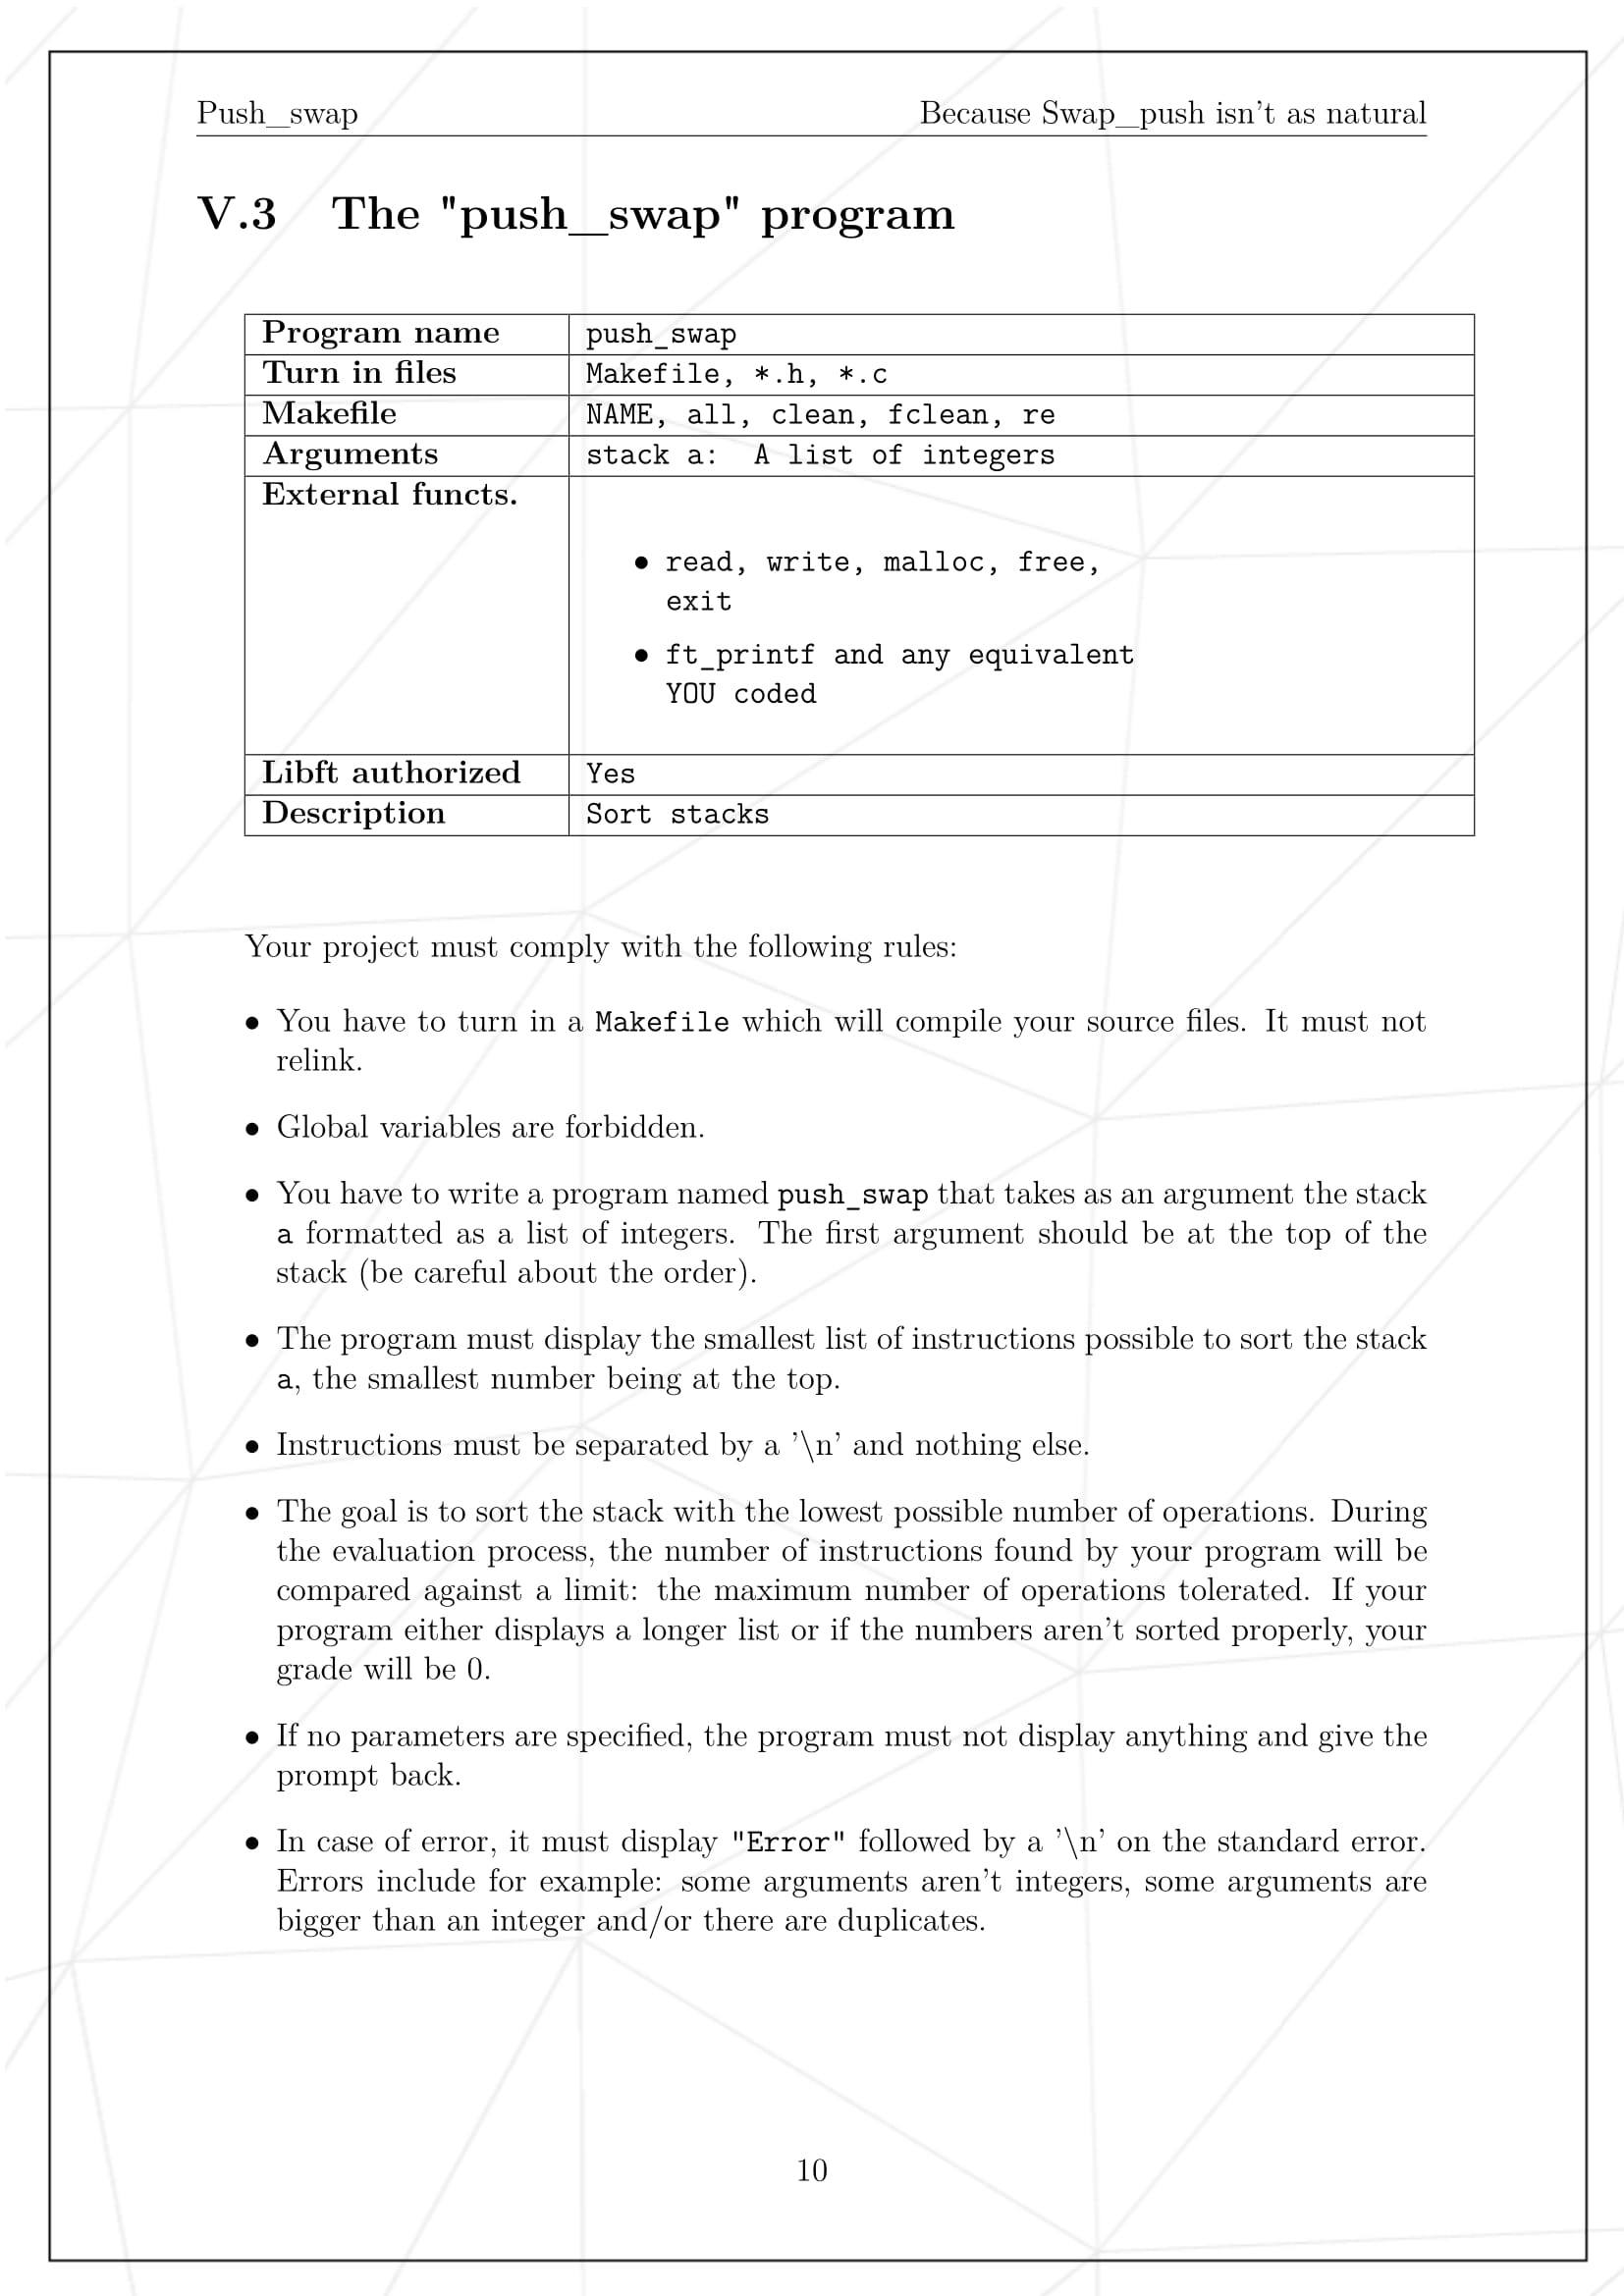 Push_swap
Because Swap_push isn't as natural
V.3 The "push_swap" program
Program name push_swap
Turn in files Makefile, *.h, *.c
Makefile NAME, all, clean, fclean, re
Arguments stack a: A list of integers
External functs.
• read, write, malloc, free,
exit
• ft_printf and any equivalent
YOU coded
Libft authorized Yes
Description Sort stacks
Your project must comply with the following rules:
• You have to turn in a Makefile which will compile your source files. It must not
relink.
• Global variables are forbidden.
• You have to write a program named push_swap that takes as an argument the stack
a formatted as a list of integers. The first argument should be at the top of the
stack (be careful about the order).
• The program must display the smallest list of instructions possible to sort the stack
a, the smallest number being at the top.
• Instructions must be separated by a '\n' and nothing else.
• The goal is to sort the stack with the lowest possible number of operations. During
the evaluation process, the number of instructions found by your program will be
compared against a limit: the maximum number of operations tolerated. If your
program either displays a longer list or if the numbers aren't sorted properly, your
grade will be 0.
• If no parameters are specified, the program must not display anything and give the
prompt back.
• In case of error, it must display "Error" followed by a '\n' on the standard error.
Errors include for example: some arguments aren't integers, some arguments are
bigger than an integer and/or there are duplicates.
10